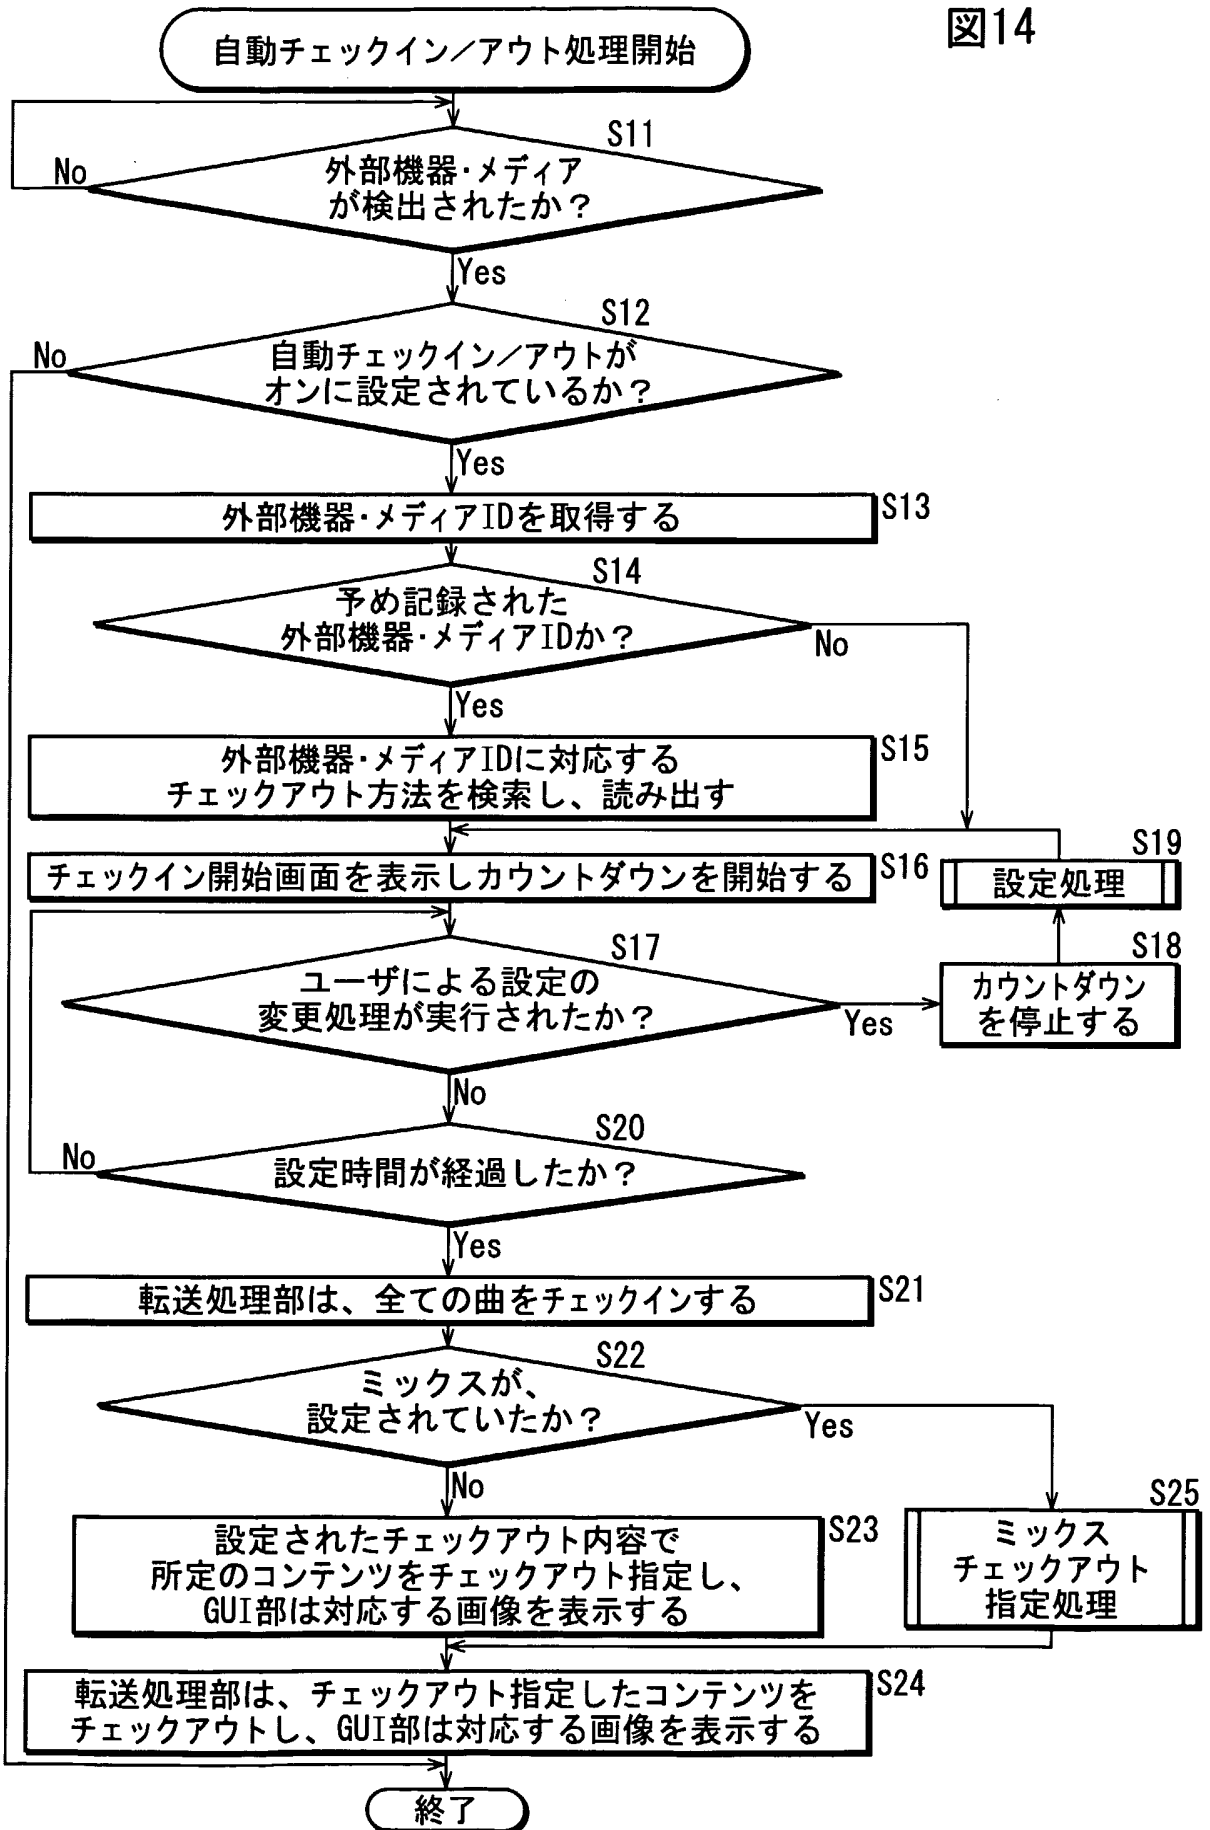 図14
自動チェックイン／アウト処理開始
S11
外部機器・メディア
が検出されたか？
No
Yes
S12
自動チェックイン／アウトが
オンに設定されているか？
No
Yes
外部機器・メディアIDを取得する
S13
S14
予め記録された
外部機器・メディアIDか？
No
Yes
外部機器・メディアIDに対応する
チェックアウト方法を検索し、読み出す
S15
チェックイン開始画面を表示しカウントダウンを開始する
S16
S19
設定処理
S17
ユーザによる設定の
変更処理が実行されたか？
Yes
S18
カウントダウン
を停止する
No
S20
設定時間が経過したか？
No
Yes
転送処理部は、全ての曲をチェックインする
S21
S22
ミックスが、
設定されていたか？
Yes
No
設定されたチェックアウト内容で
所定のコンテンツをチェックアウト指定し、
GUI部は対応する画像を表示する
S23
S25
ミックス
チェックアウト
指定処理
転送処理部は、チェックアウト指定したコンテンツを
チェックアウトし、GUI部は対応する画像を表示する
S24
終了